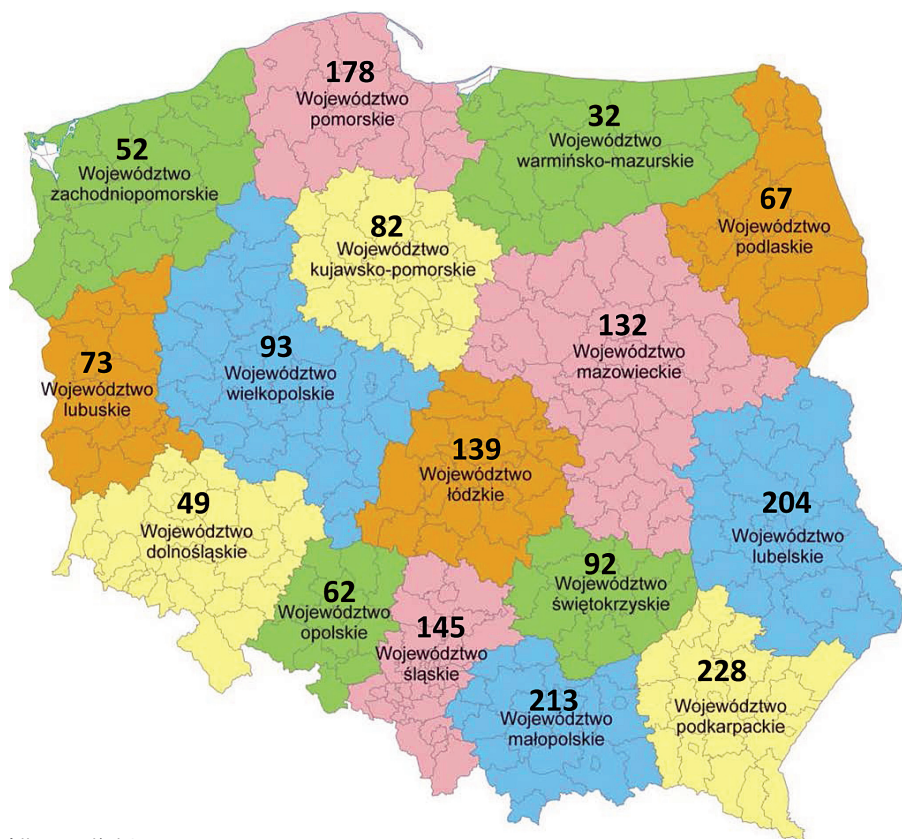 178
Województwo
pomorskie
32
Województwo
warmińsko-mazurskie
52
Województwo
zachodniopomorskie
67
Województwo
podlaskie
82
Województwo
kujawsko-pomorskie
132
Województwo
mazowieckie
93
Województwo
wielkopolskie
73
Województwo
lubuskie
139
Województwo
łódzkie
204
Województwo
lubelskie
49
Województwo
dolnośląskie
92
Województwo
świętokrzyskie
62
Województwo
opolskie
145
Województwo
śląskie
228
Województwo
podkarpackie
213
Województwo
małopolskie